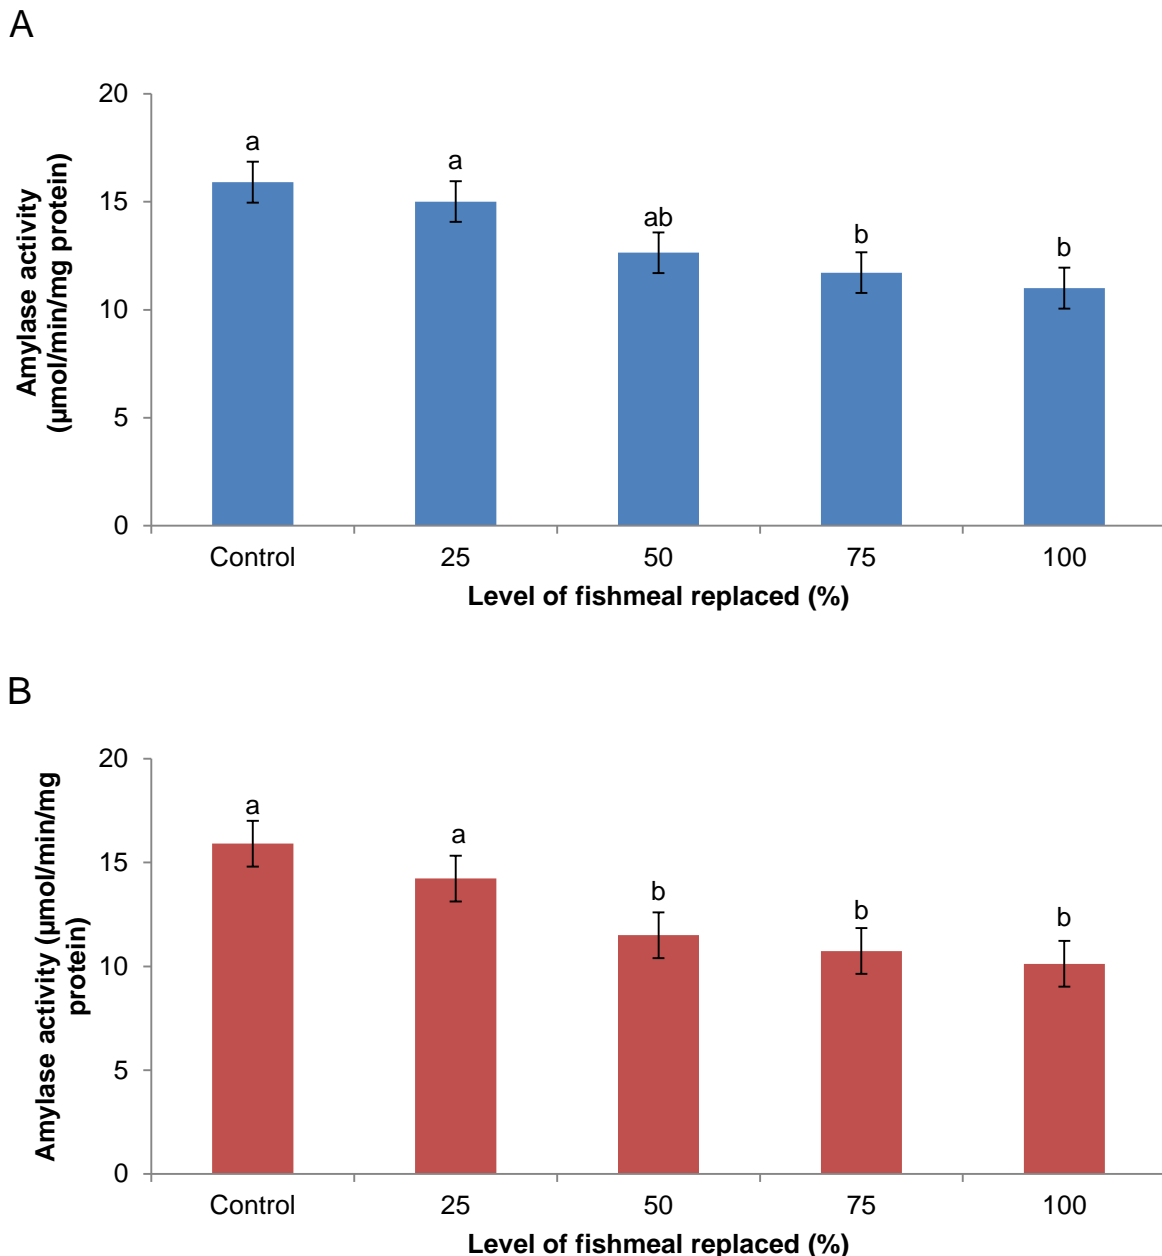 A
20
15
10
5
0
Amylase activity
(µmol/min/mg protein)
a
a
ab
b
b
Control
25
50
75
100
Level of fishmeal replaced (%)
B
20
15
10
5
0
Amylase activity (µmol/min/mg
protein)
a
a
b
b
b
Control
25
50
75
100
Level of fishmeal replaced (%)